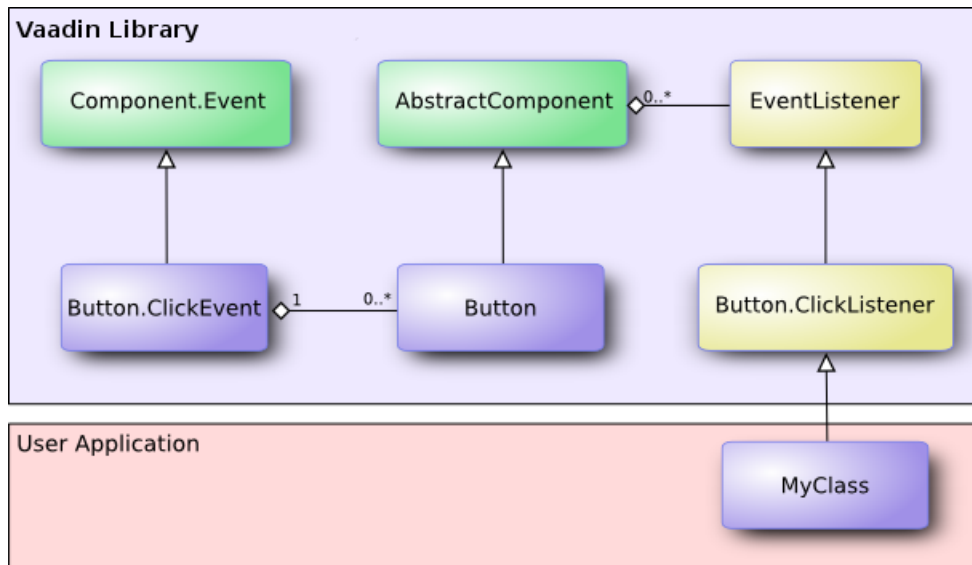 Vaadin Library
Component.Event
AbstractComponent
0..*
EventListener
Button.ClickEvent
1
0..*
Button
Button.ClickListener
User Application
MyClass